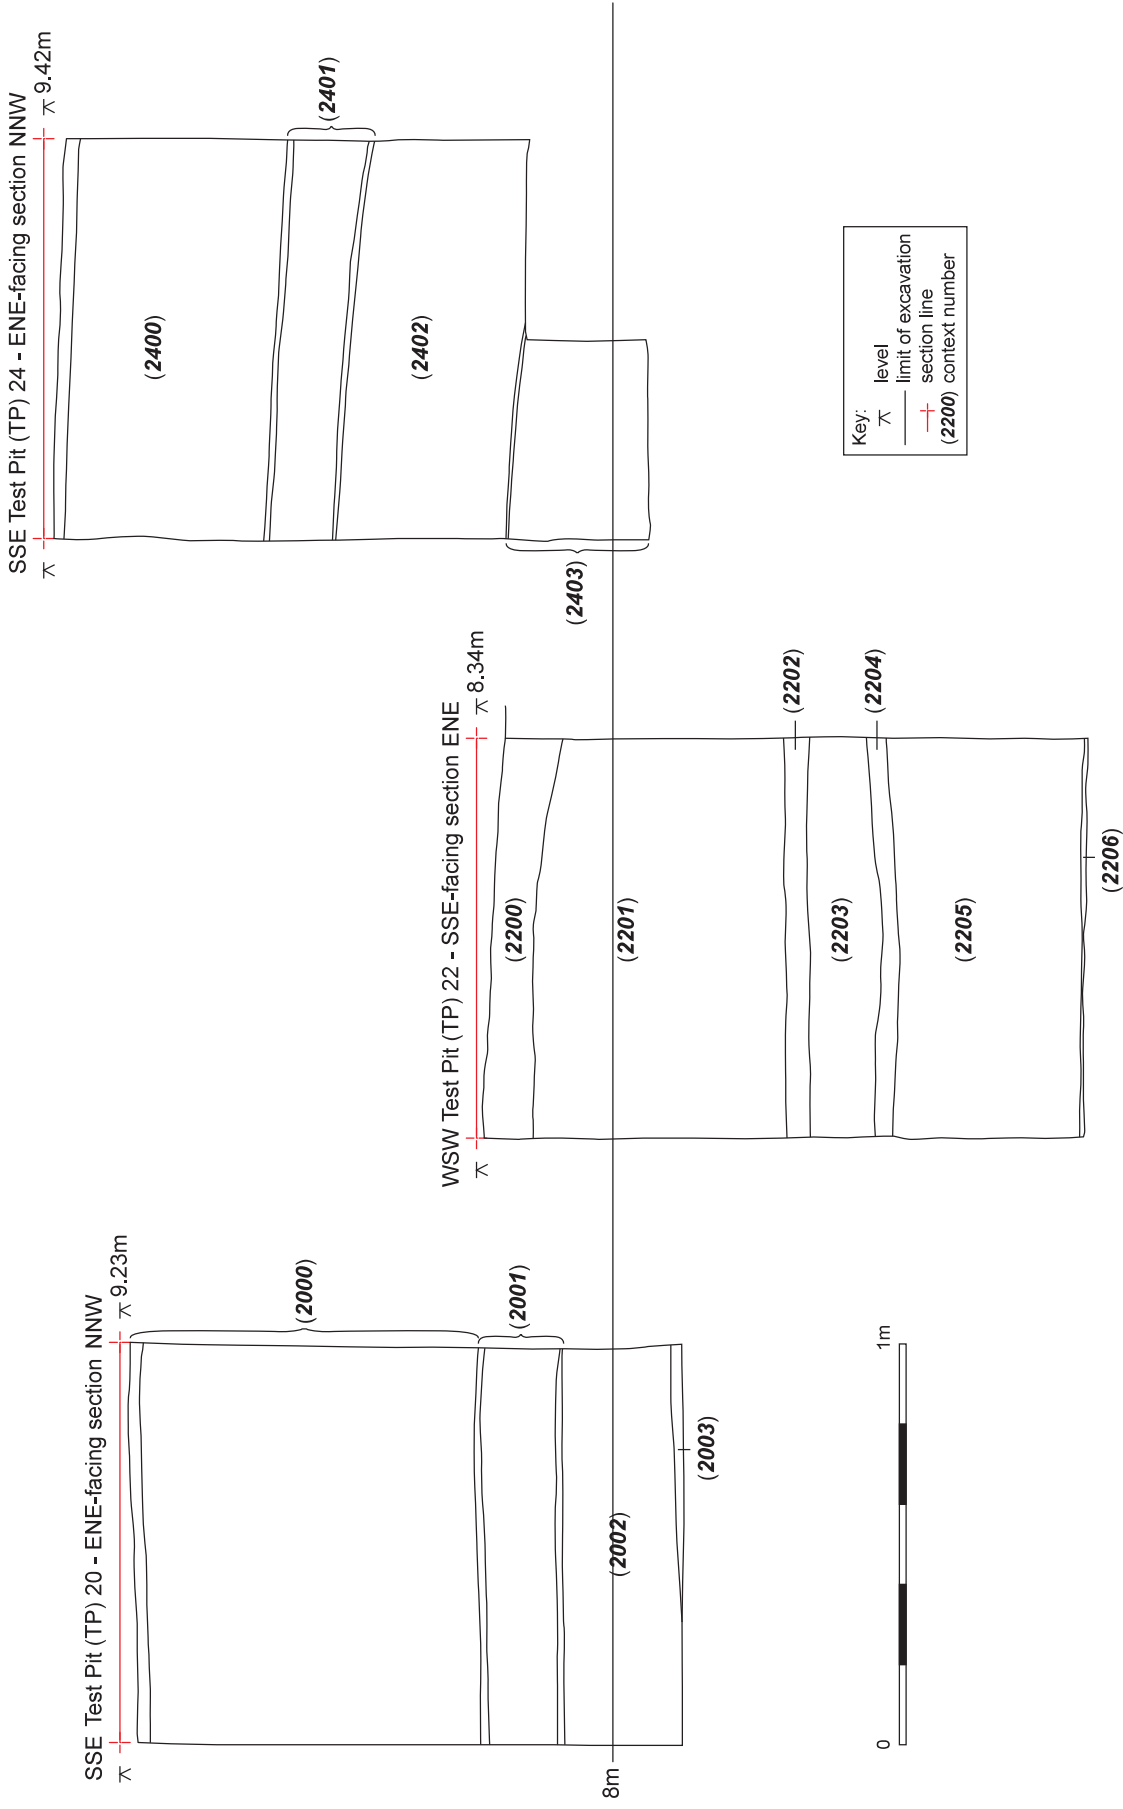 SSE Test Pit (TP) 20 - ENE-facing section NNW
9.23m
(2000)
(2001)
(2002)
(2003)
WSW Test Pit (TP) 22 - SSE-facing section ENE
8.34m
(2200)
(2201)
(2202)
(2203)
(2204)
(2205)
(2206)
SSE Test Pit (TP) 24 - ENE-facing section NNW
9.42m
(2400)
(2401)
(2402)
(2403)
8m
0
1m
Key:
level
limit of excavation
section line
(2200) context number